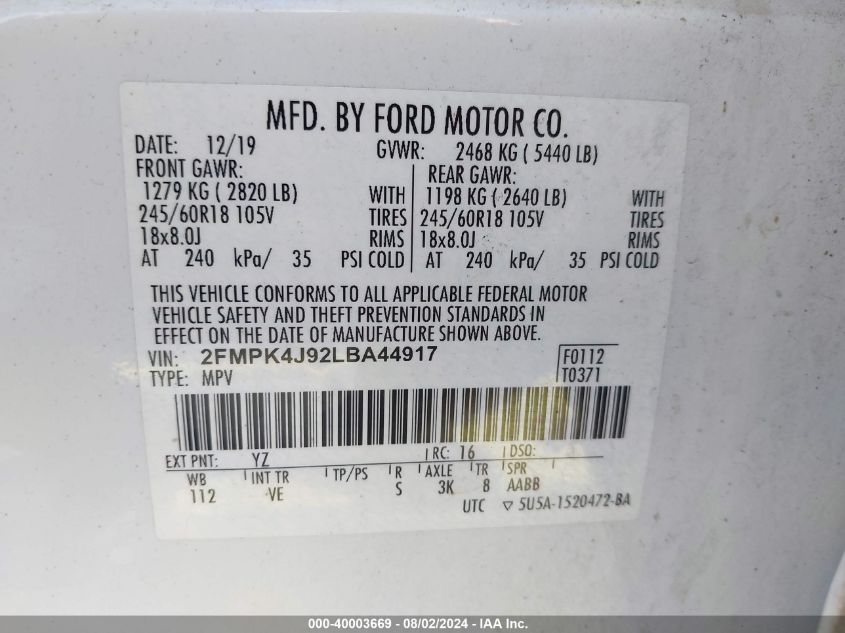 MFD. BY FORD MOTOR CO.
DATE: 12/19 GVWR: 2468 KG ( 5440 LB)
FRONT GAWR: REAR GAWR:
1279 KG ( 2820 LB) WITH 1198 KG ( 2640 LB) WITH
245/60R18 105V TIRES 245/60R18 105V TIRES
18x8.0J RIMS 18x8.0J RIMS
AT 240 kPa/ 35 PSI COLD AT 240 kPa/ 35 PSI COLD
THIS VEHICLE CONFORMS TO ALL APPLICABLE FEDERAL MOTOR
VEHICLE SAFETY AND THEFT PREVENTION STANDARDS IN
EFFECT ON THE DATE OF MANUFACTURE SHOWN ABOVE.
VIN: 2FMPK4J92LBA44917 F0112
TYPE: MPV T0371
EXT PNT: YZ RC: 16 DSO:
WB INT TR TP/PS R AXLE TR SPR
112 VE S 3K 8 AABB
UTC ▽ 5U5A-1520472-BA
000-40003669 - 08/02/2024 - IAA Inc.